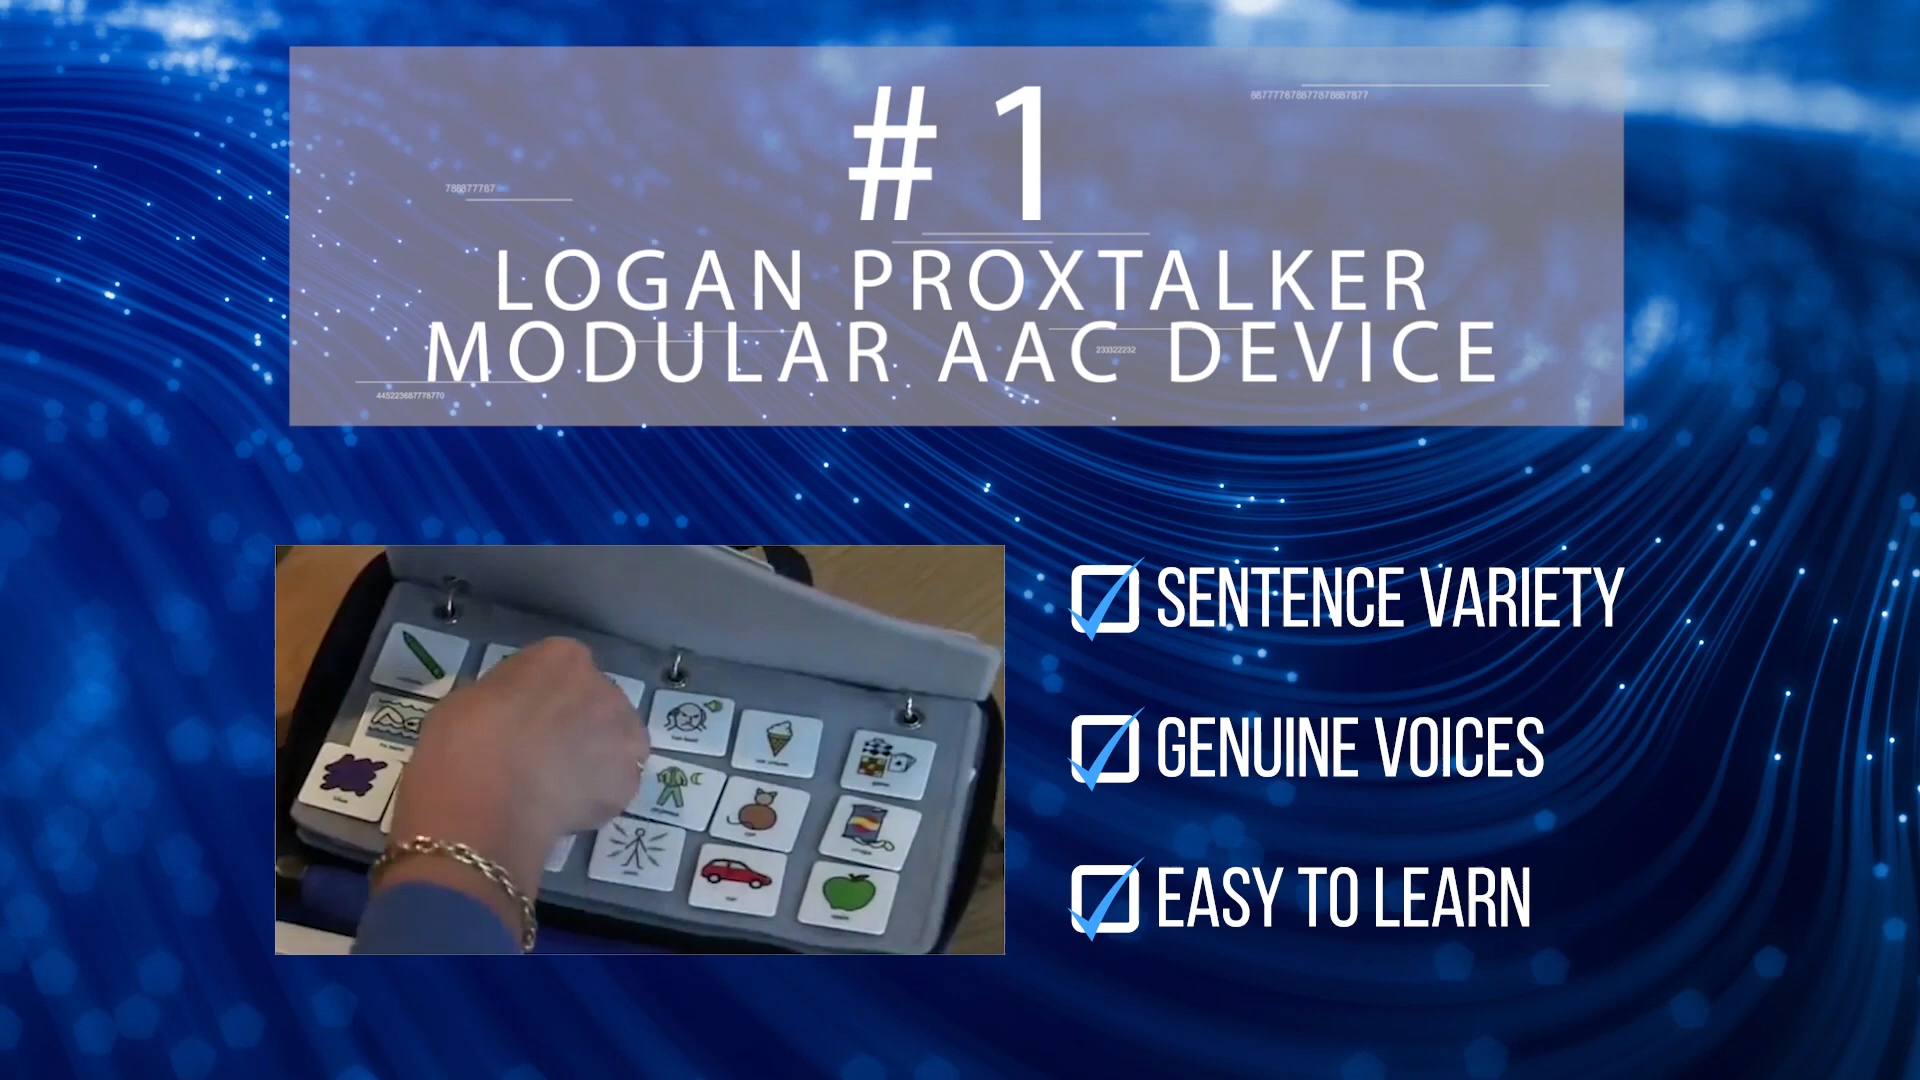 # 1
LOGAN PROXTALKER
MODULAR AAC DEVICE
SENTENCE VARIETY
GENUINE VOICES
EASY TO LEARN